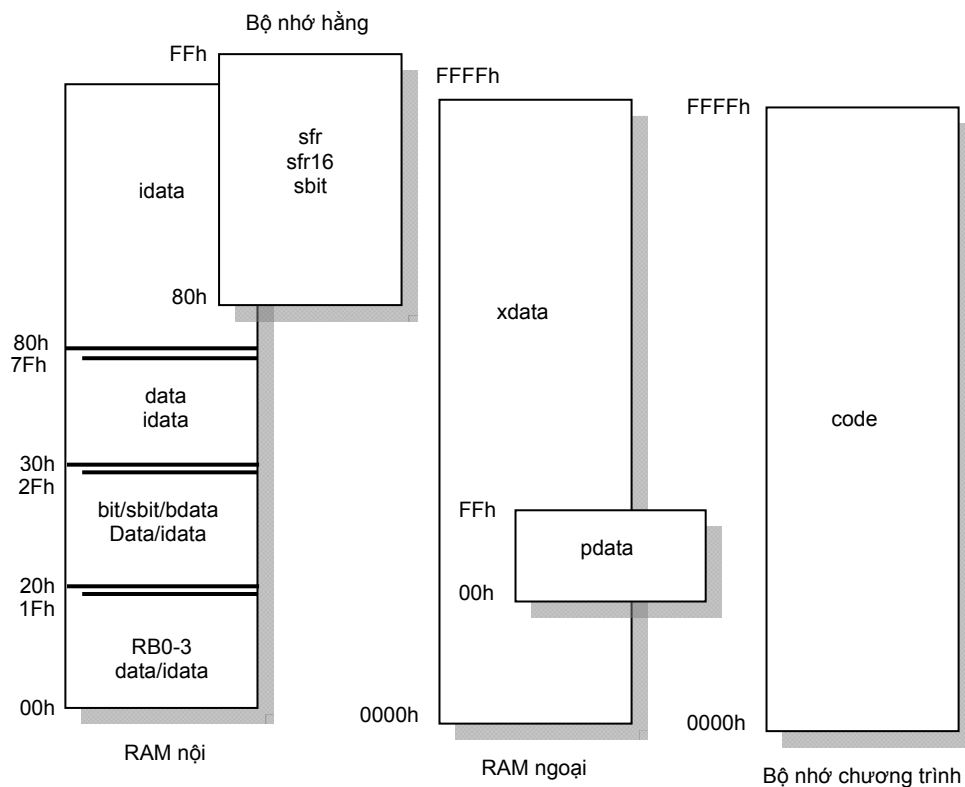 Bộ nhớ hằng
FFh
sfr
sfr16
sbit
80h
idata
80h
7Fh
data
idata
30h
2Fh
bit/sbit/bdata
Data/idata
20h
1Fh
RB0-3
data/idata
00h
RAM nội
FFFFh
xdata
FFh
pdata
00h
0000h
RAM ngoại
FFFFh
code
0000h
Bộ nhớ chương trình